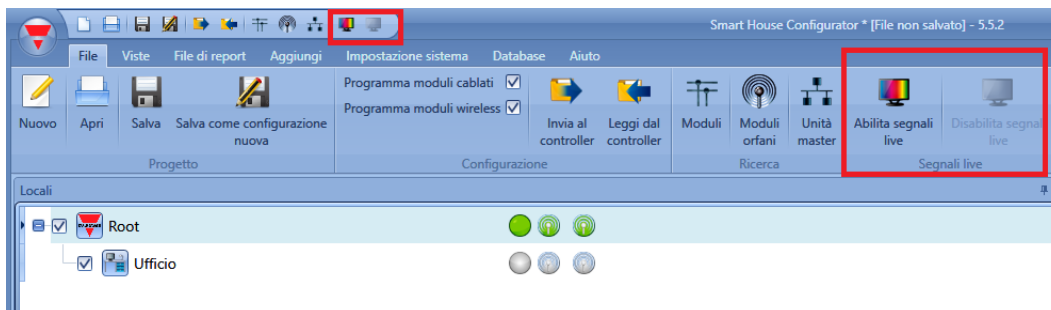 Smart House Configurator * [File non salvato] - 5.5.2
File Viste File di report Aggiungi Impostazione sistema Database Aiuto
Programma moduli cablati
Programma moduli wireless
Nuovo Apri Salva Salva come configurazione nuova
Invia al controller Leggi dal controller
Moduli Moduli orfani Unità master
Abilita segnali live Disabilita segnali live
Progetto Configurazione Ricerca Segnali live
Locali
Root
Ufficio